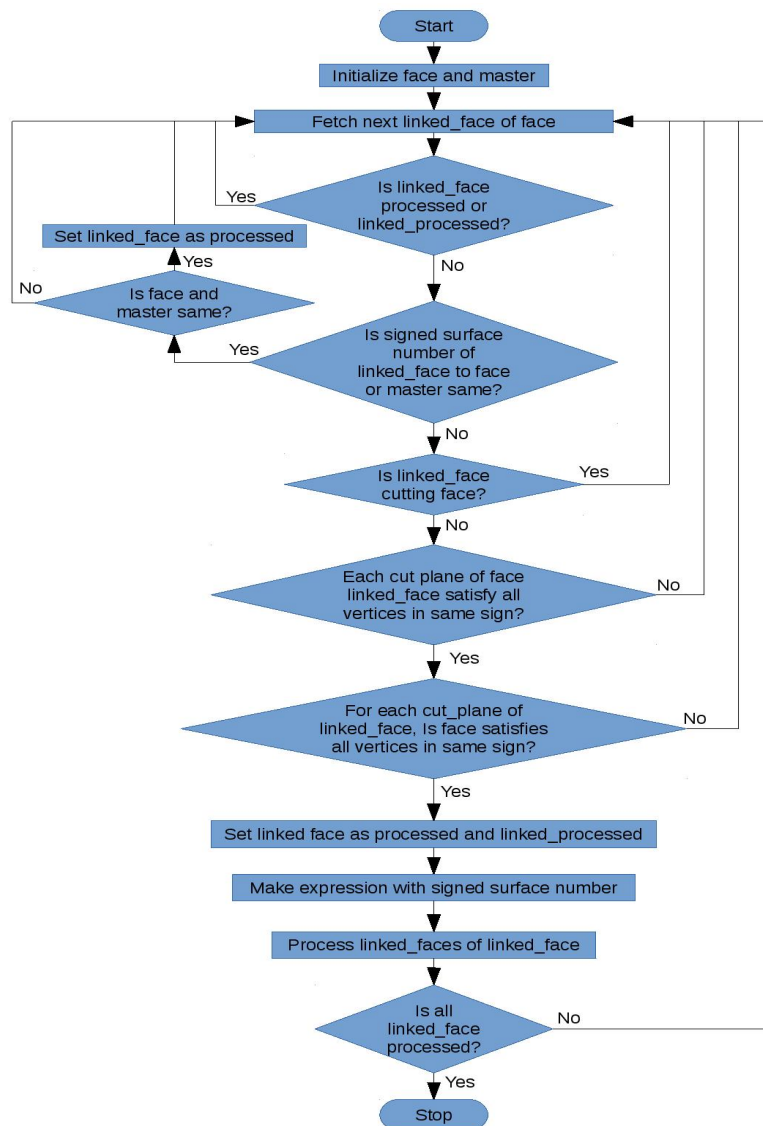 Start
Initialize face and master
Fetch next linked_face of face
Is linked_face
processed or
linked_processed?
Yes
Set linked_face as processed
No
Yes
No
Is face and
master same?
Is signed surface
number of
linked_face to face
or master same?
Yes
No
Is linked_face
cutting face?
Yes
No
Each cut plane of face
linked_face satisfy all
vertices in same sign?
No
Yes
For each cut_plane of
linked_face, Is face satisfies
all vertices in same sign?
No
Yes
Set linked face as processed and linked_processed
Make expression with signed surface number
Process linked_faces of linked_face
Is all
linked_face
processed?
No
Yes
Stop